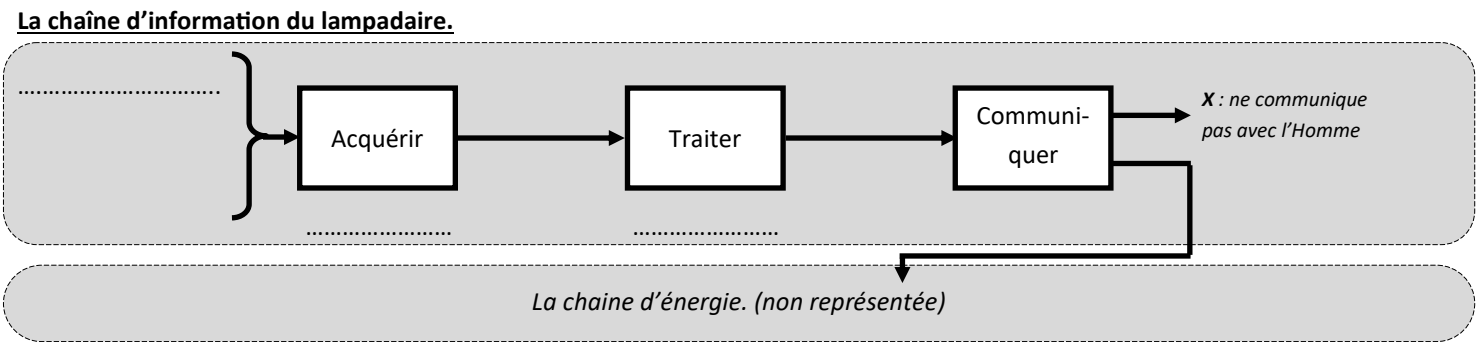 La chaîne d’information du lampadaire.
…………………………….
Acquérir
Traiter
Communi-
quer
X : ne communique
pas avec l’Homme
……………………
……………………
La chaine d’énergie. (non représentée)